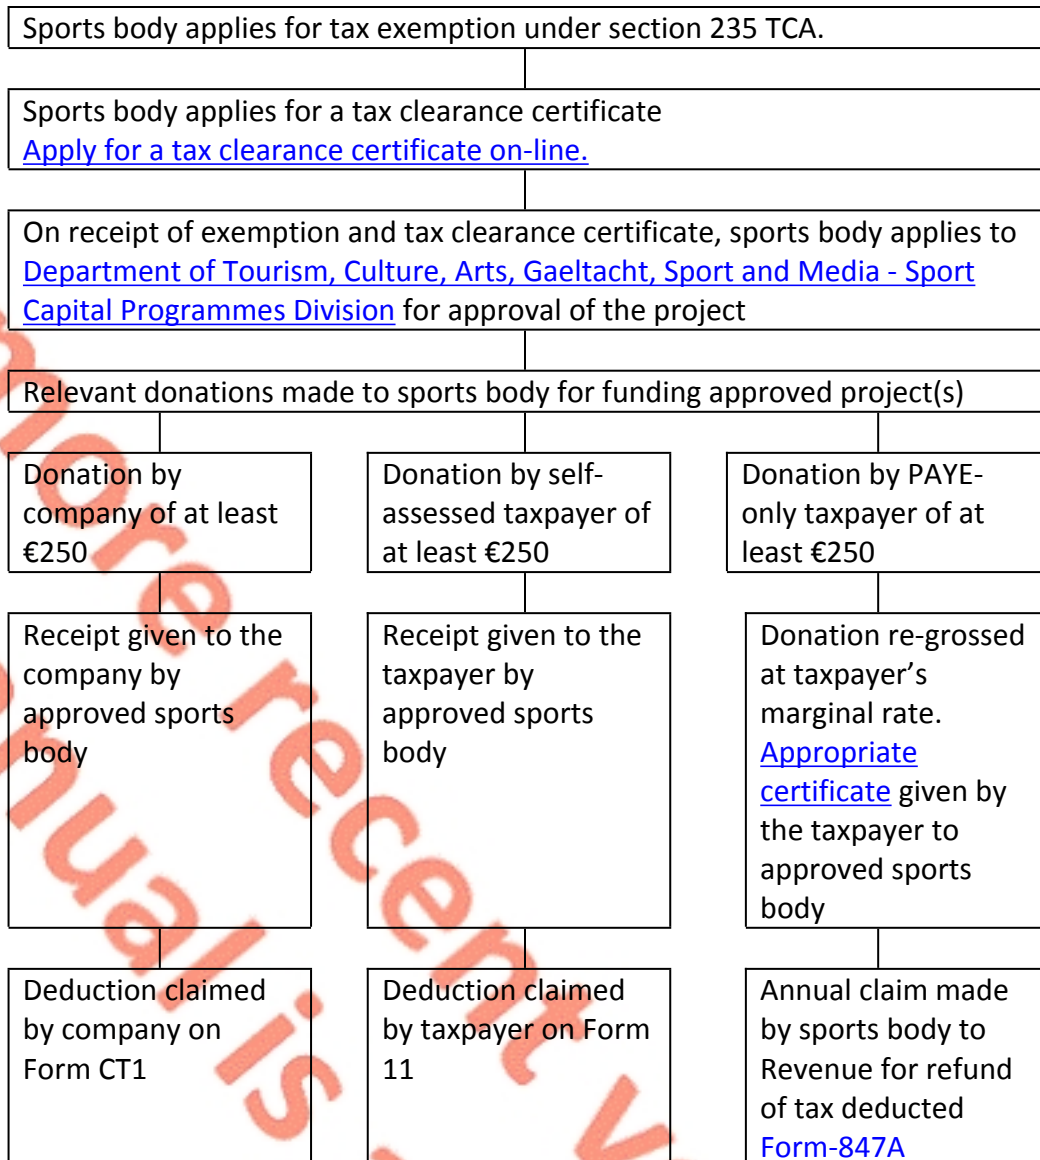 Sports body applies for tax exemption under section 235 TCA.
Sports body applies for a tax clearance certificate
Apply for a tax clearance certificate on-line.
On receipt of exemption and tax clearance certificate, sports body applies to
Department of Tourism, Culture, Arts, Gaeltacht, Sport and Media - Sport
Capital Programmes Division for approval of the project
Relevant donations made to sports body for funding approved project(s)
Donation by
company of at least
€250
Donation by self-
assessed taxpayer of
at least €250
Donation by PAYE-
only taxpayer of at
least €250
Receipt given to the
company by
approved sports
body
Receipt given to the
taxpayer by
approved sports
body
Donation re-grossed
at taxpayer’s
marginal rate.
Appropriate
certificate given by
the taxpayer to
approved sports
body
Deduction claimed
by company on
Form CT1
Deduction claimed
by taxpayer on Form
11
Annual claim made
by sports body to
Revenue for refund
of tax deducted
Form-847A
more recent v
is